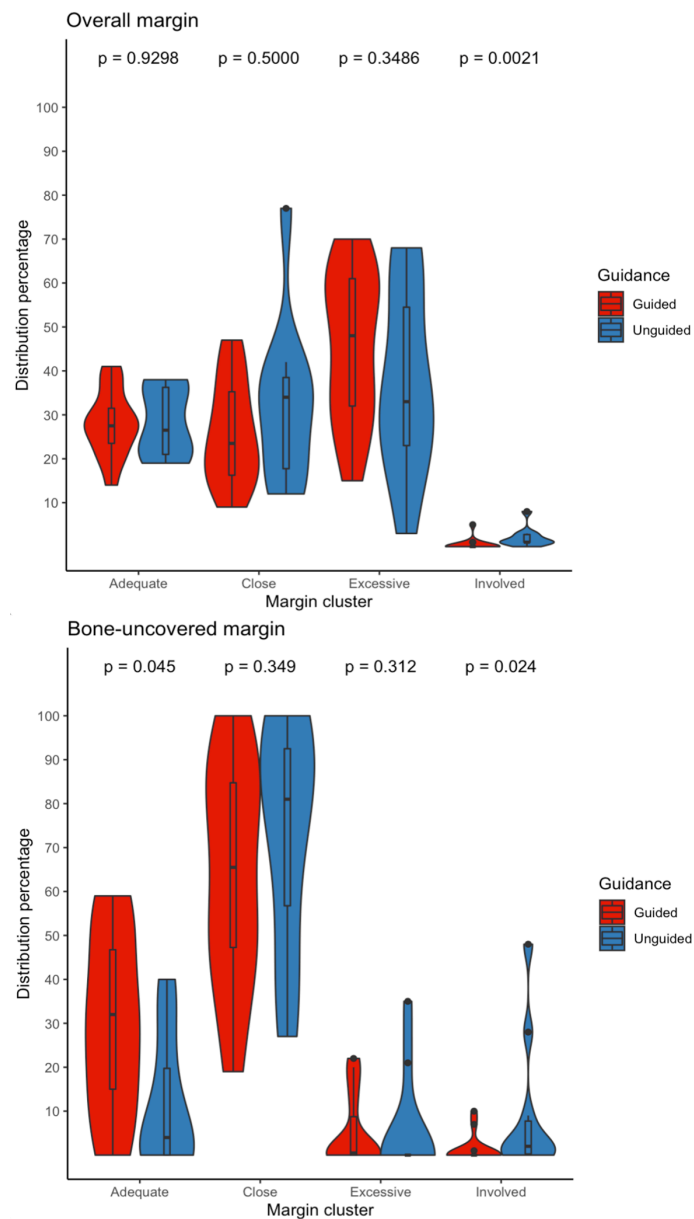 Overall margin
p = 0.9298 p = 0.5000 p = 0.3486 p = 0.0021
100
90
80
70
60
50
40
30
20
10
Distribution percentage
Adequate Close Excessive Involved
Margin cluster
Guidance
Guided
Unguided
Bone-uncovered margin
p = 0.045 p = 0.349 p = 0.312 p = 0.024
100
90
80
70
60
50
40
30
20
10
Distribution percentage
Adequate Close Excessive Involved
Margin cluster
Guidance
Guided
Unguided